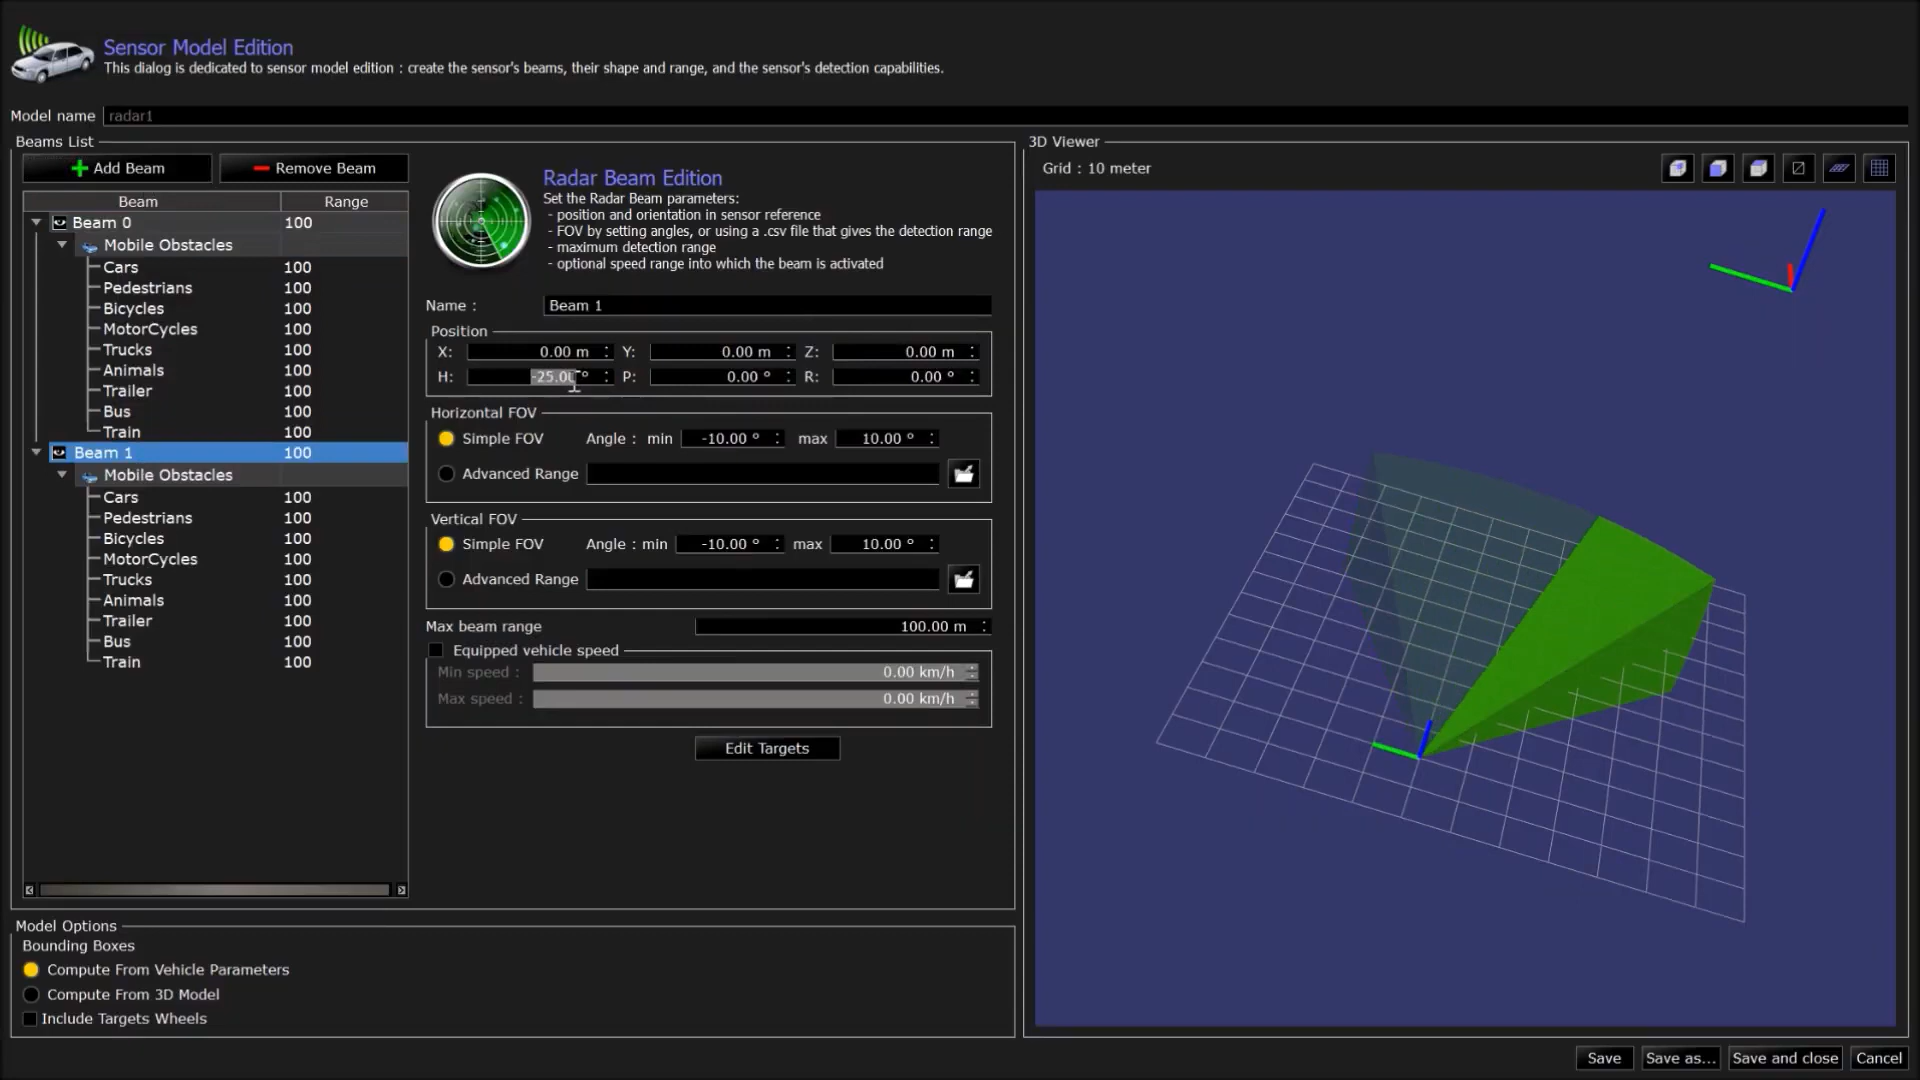 Sensor Model Edition
This dialog is dedicated to sensor model edition : create the sensor's beams, their shape and range, and the sensor's detection capabilities.
Model name radar1
Beams List
Add Beam Remove Beam
Beam Range
Beam 0 100
Mobile Obstacles
Cars 100
Pedestrians 100
Bicycles 100
MotorCycles 100
Trucks 100
Animals 100
Trailer 100
Bus 100
Train 100
Beam 1 100
Mobile Obstacles
Cars 100
Pedestrians 100
Bicycles 100
MotorCycles 100
Trucks 100
Animals 100
Trailer 100
Bus 100
Train 100
Radar Beam Edition
Set the Radar Beam parameters:
- position and orientation in sensor reference
- FOV by setting angles, or using a .csv file that gives the detection range
- maximum detection range
- optional speed range into which the beam is activated
Name : Beam 1
Position
X: 0.00 m Y: 0.00 m Z: 0.00 m
H: -25.00 ° P: 0.00 ° R: 0.00 °
Horizontal FOV
Simple FOV Angle : min -10.00 ° max 10.00 °
Advanced Range
Vertical FOV
Simple FOV Angle : min -10.00 ° max 10.00 °
Advanced Range
Max beam range 100.00 m
Equipped vehicle speed
Min speed : 0.00 km/h
Max speed : 0.00 km/h
Edit Targets
3D Viewer
Grid : 10 meter
Model Options
Bounding Boxes
Compute From Vehicle Parameters
Compute From 3D Model
Include Targets Wheels
Save Save as... Save and close Cancel